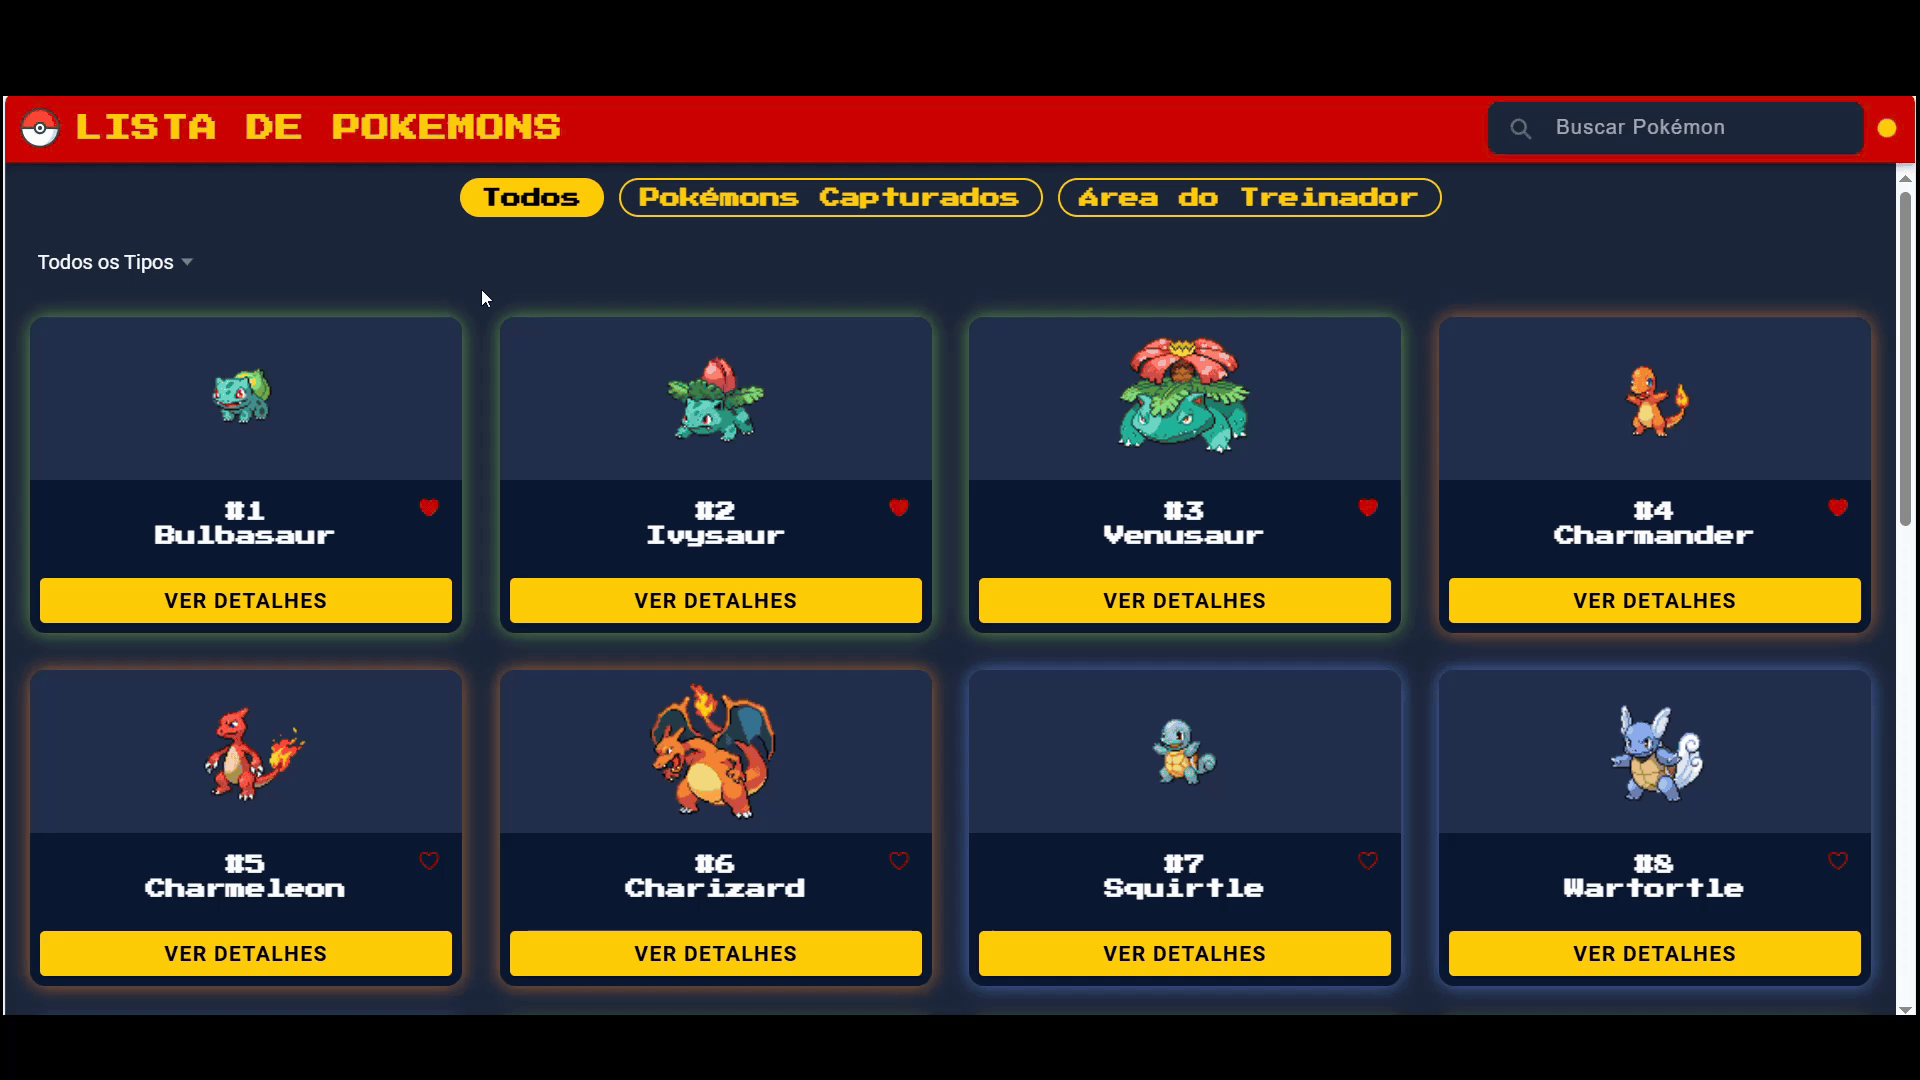 LISTA DE POKEMONS
Buscar Pokémon
Todos
Pokémons Capturados
Área do Treinador
Todos os Tipos
#1
Bulbasaur
VER DETALHES
#2
Ivysaur
VER DETALHES
#3
Venusaur
VER DETALHES
#4
Charmander
VER DETALHES
#5
Charmeleon
VER DETALHES
#6
Charizard
VER DETALHES
#7
Squirtle
VER DETALHES
#8
Wartortle
VER DETALHES